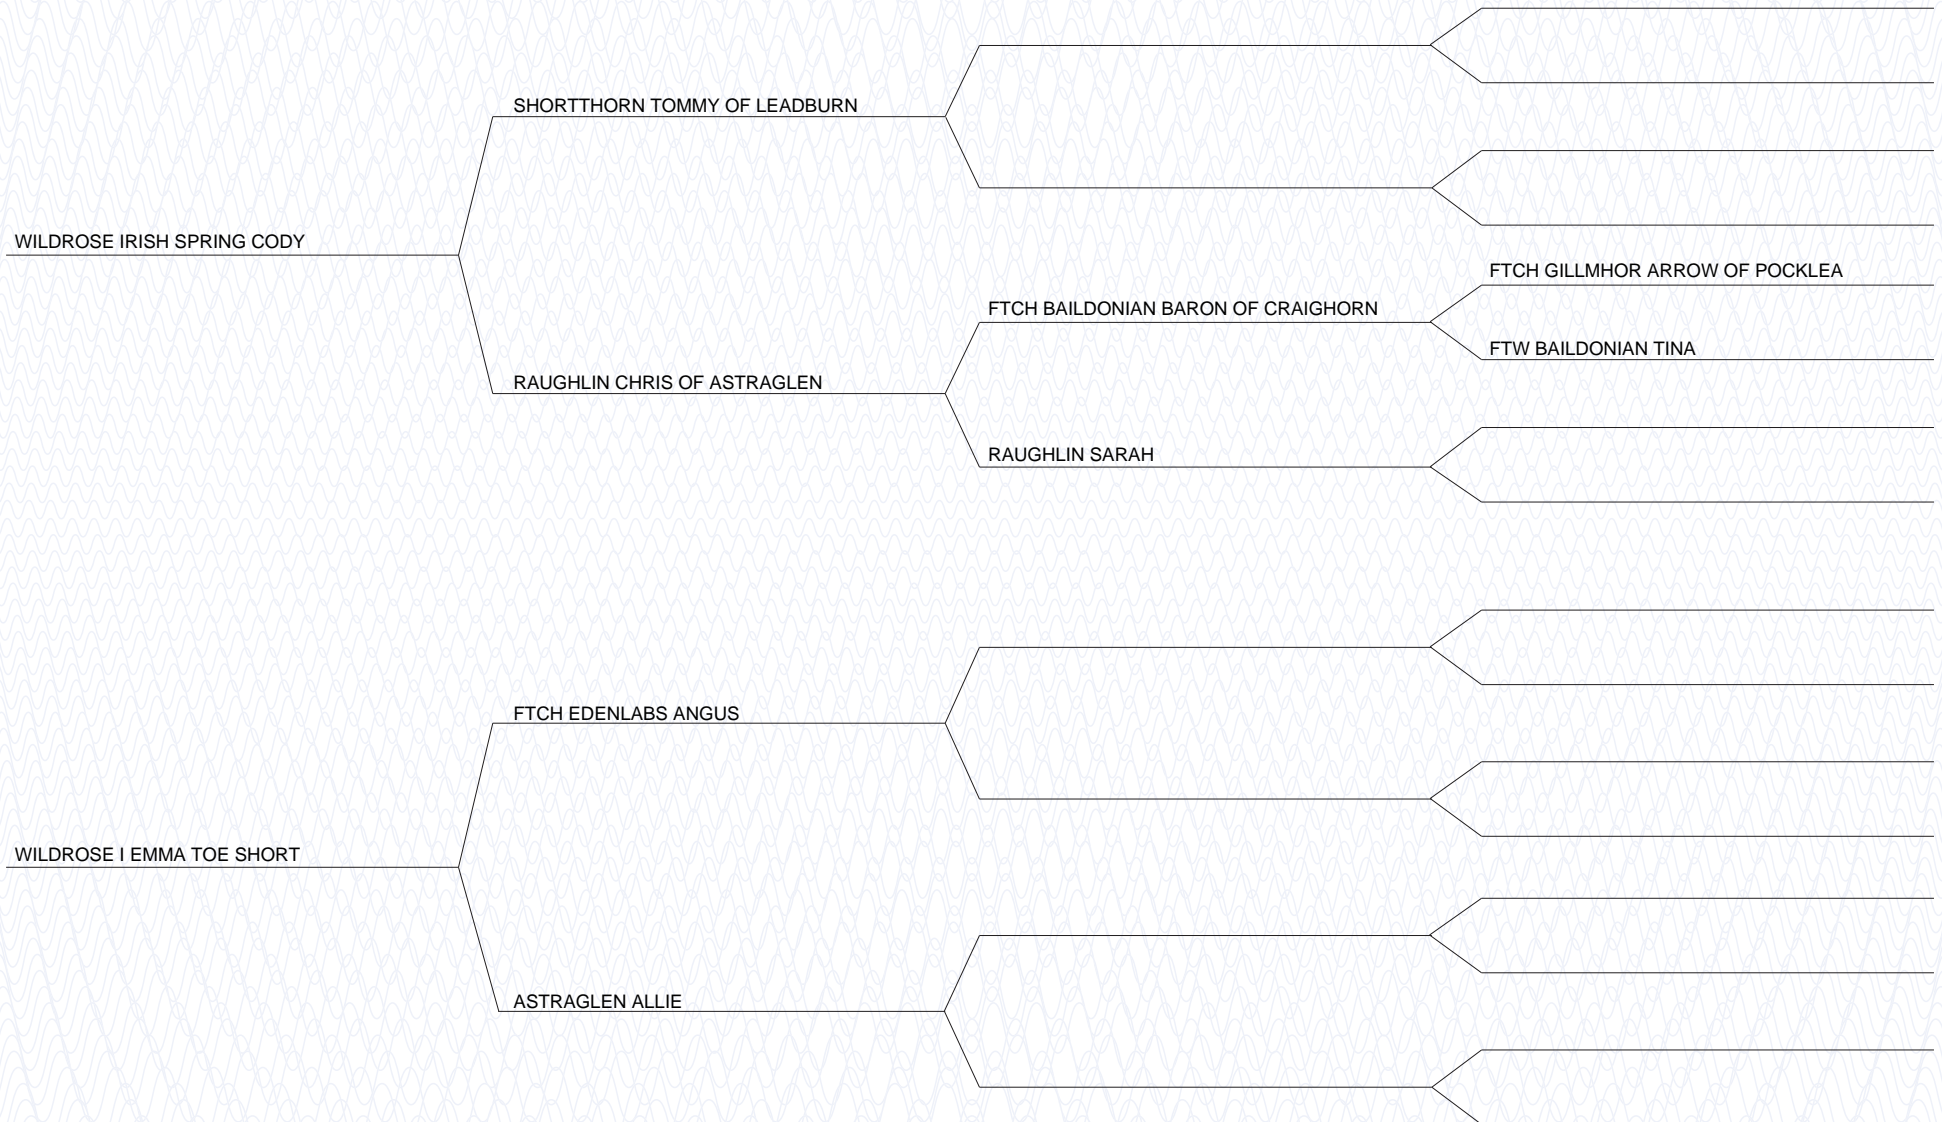 SHORTTHORN TOMMY OF LEADBURN
WILDROSE IRISH SPRING CODY
FTCH GILLMHOR ARROW OF POCKLEA
FTCH BAILDONIAN BARON OF CRAIGHORN
FTW BAILDONIAN TINA
RAUGHLIN CHRIS OF ASTRAGLEN
RAUGHLIN SARAH
FTCH EDENLABS ANGUS
WILDROSE I EMMA TOE SHORT
ASTRAGLEN ALLIE